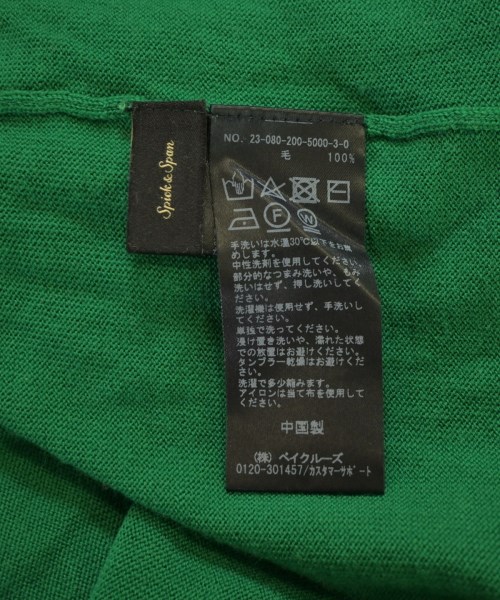 Spick & Span
NO. 23-080-200-5000-3-0
毛 100%
手洗いは水温30℃以下をお勧
めします。
中性洗剤を使用してください。
部分的なつまみ洗いや、もみ
洗いはせず、押し洗いしてく
ださい。
洗濯機は使用せず、手洗いし
てください。
単独で洗ってください。
浸け置き洗いや、濡れた状態
での放置はお避けください。
タンブラー乾燥はお避けくだ
さい。
洗濯で多少縮みます。
アイロンは当て布を使用してく
ださい。
中国製
(株) ベイクルーズ
0120-301457/カスタマーサポート